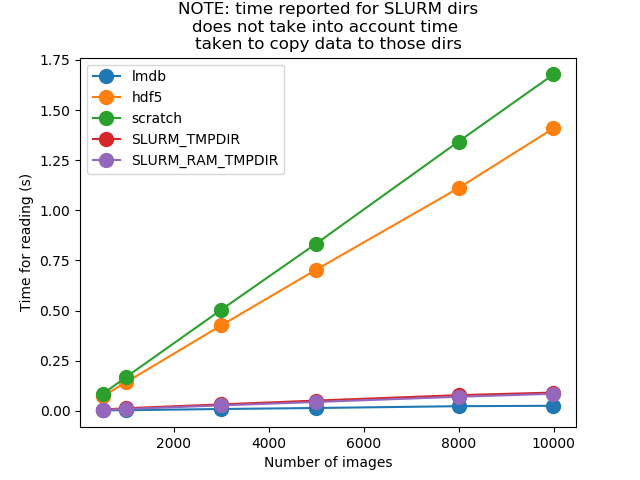 NOTE: time reported for SLURM dirs
does not take into account time
taken to copy data to those dirs
1.75
1.50
1.25
1.00
0.75
0.50
0.25
0.00
Time for reading (s)
lmdb
hdf5
scratch
SLURM_TMPDIR
SLURM_RAM_TMPDIR
2000 4000 6000 8000 10000
Number of images